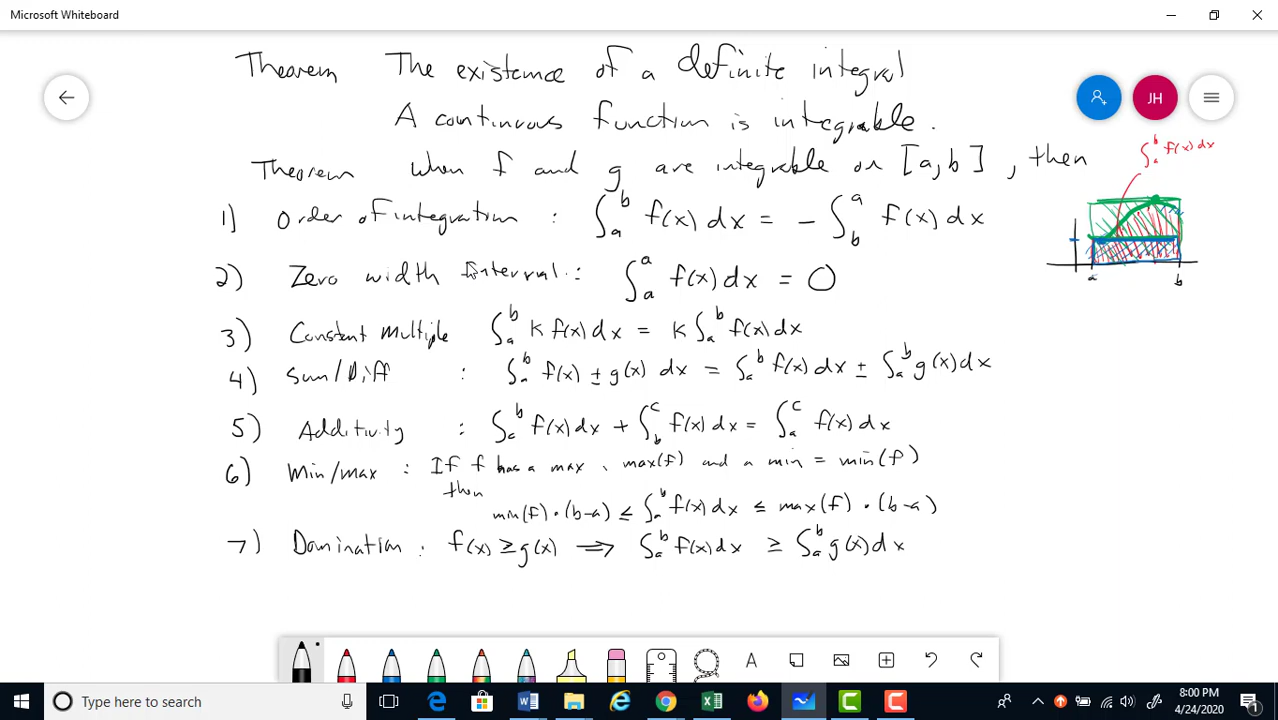 Microsoft Whiteboard
Theorem The existence of a definite integral
A continuous function is integrable.
JH
Theorem when f and g are integrable on [a,b], then
∫_a^b f(x)dx
1) Order of integration : ∫_a^b f(x) dx = - ∫_b^a f(x) dx
a b
2) Zero width interval : ∫_a^a f(x) dx = 0
3) Constant Multiple ∫_a^b K f(x) dx = K ∫_a^b f(x) dx
4) Sum/Diff : ∫_a^b f(x) ± g(x) dx = ∫_a^b f(x) dx ± ∫_a^b g(x) dx
5) Additivity : ∫_a^b f(x) dx + ∫_b^c f(x) dx = ∫_a^c f(x) dx
6) Min/max : If f has a max max(f) and a min = min(f)
then
min(f)·(b-a) ≤ ∫_a^b f(x) dx ≤ max(f)·(b-a)
7) Domination : f(x) ≥ g(x) ⇒ ∫_a^b f(x) dx ≥ ∫_a^b g(x) dx
Type here to search
8:00 PM
4/24/2020
1